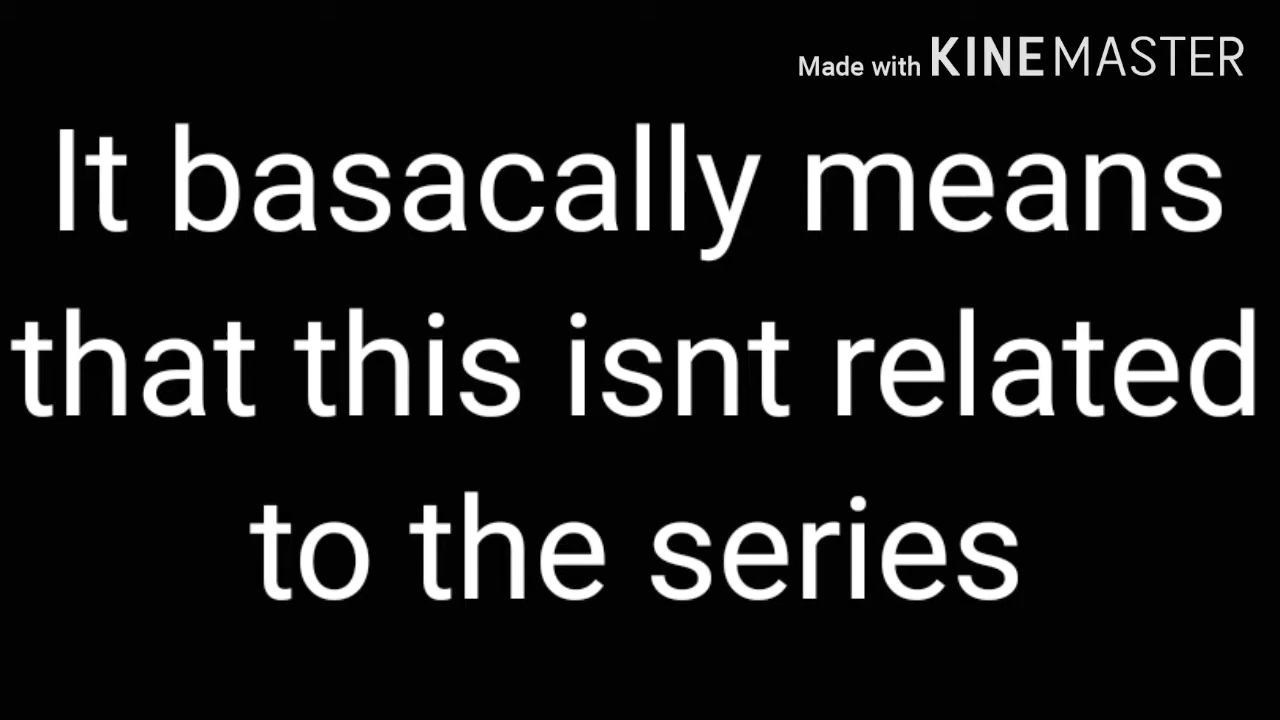 Made with KINEMASTER
It basacally means
that this isnt related
to the series